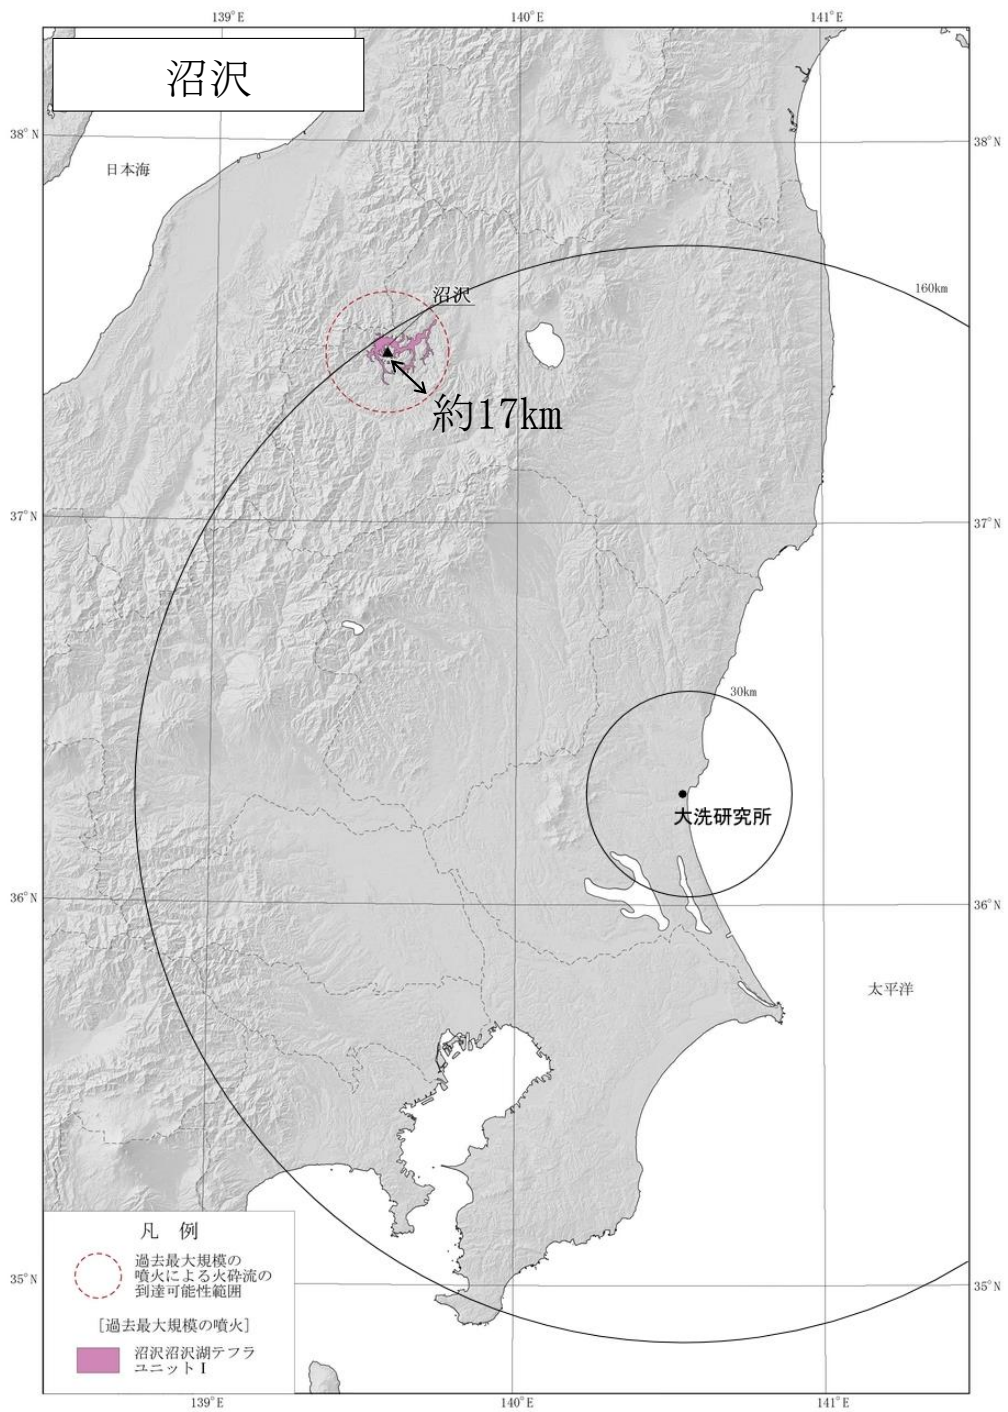 139°E
140°E
141°E
沼沢
38°N
38°N
日本海
160km
沼沢
約17km
37°N
37°N
30km
大洗研究所
36°N
36°N
太平洋
凡 例
過去最大規模の
噴火による火砕流の
到達可能性範囲
[過去最大規模の噴火]
沼沢沼沢湖テフラ
ユニットⅠ
35°N
35°N
139°E
140°E
141°E